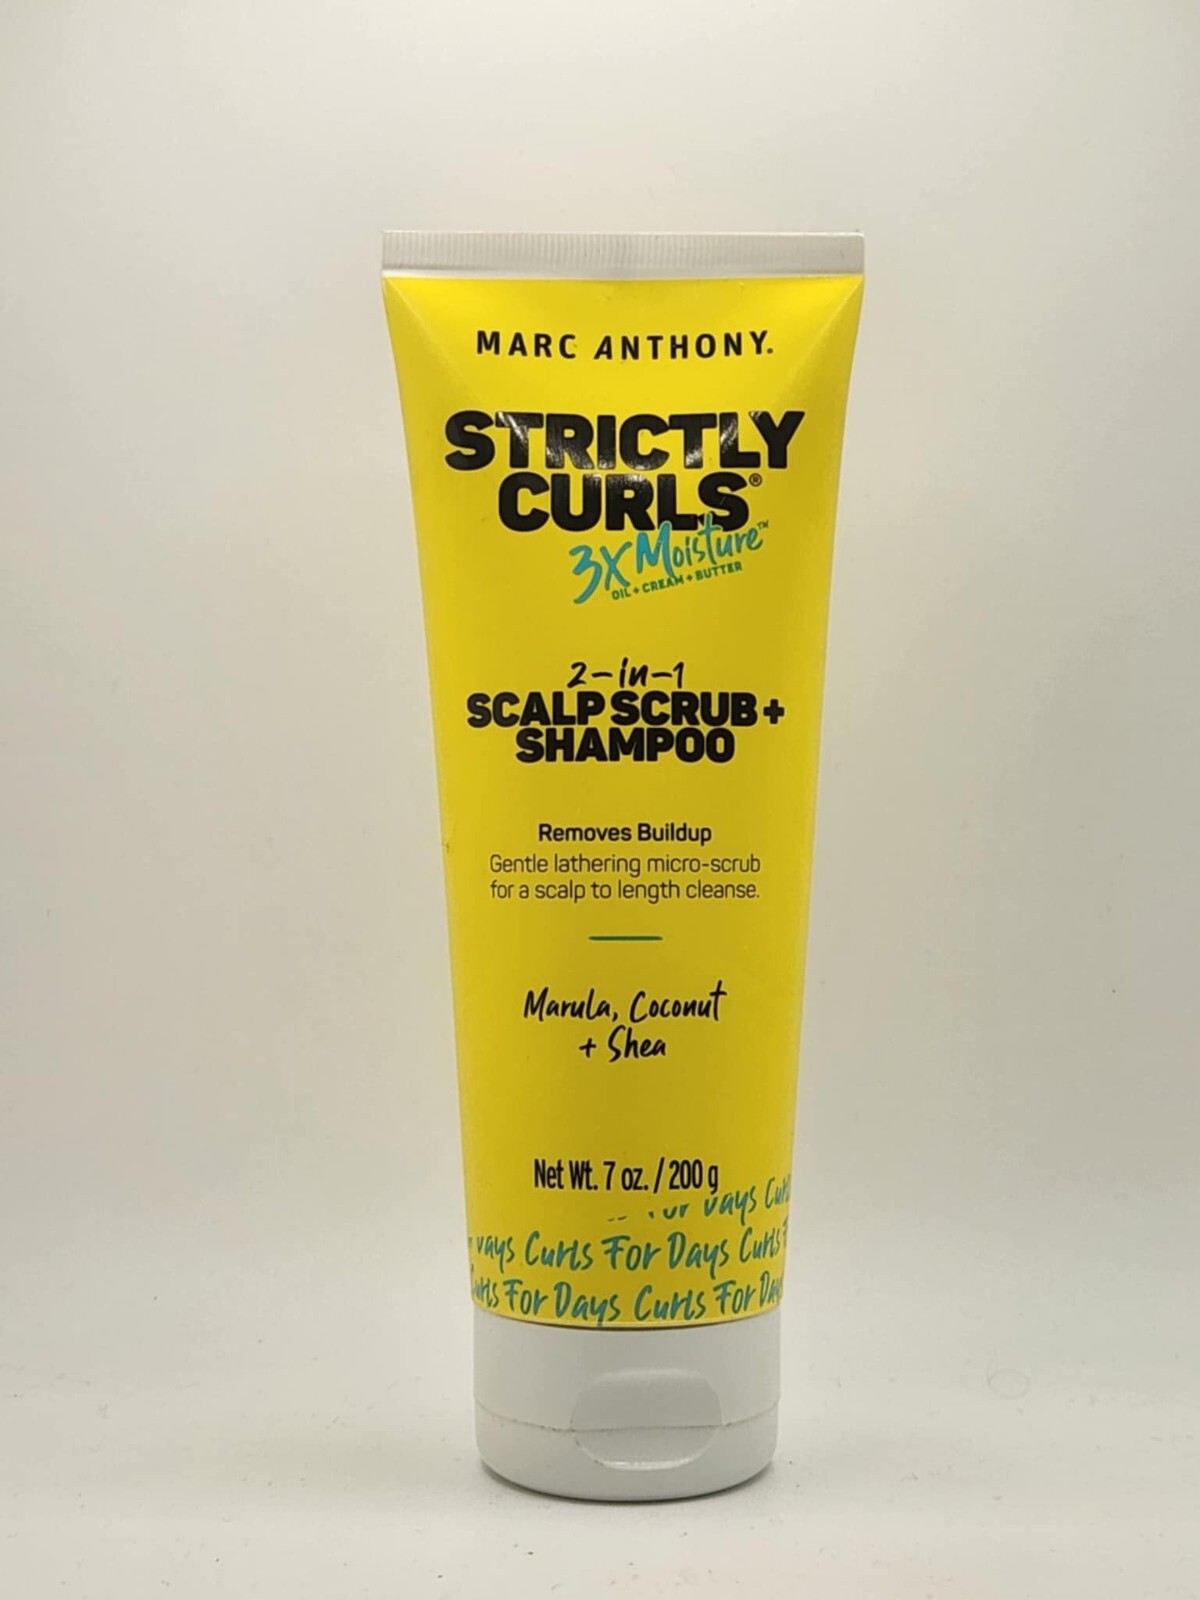 MARC ANTHONY.
STRICTLY
CURLS®
3X Moisture™
OIL + CREAM + BUTTER
2-in-1
SCALP SCRUB +
SHAMPOO
Removes Buildup
Gentle lathering micro-scrub
for a scalp to length cleanse.
Marula, Coconut
+ Shea
Net Wt. 7 oz. / 200 g
Days
Curls For Days Curls
For Days Curls For